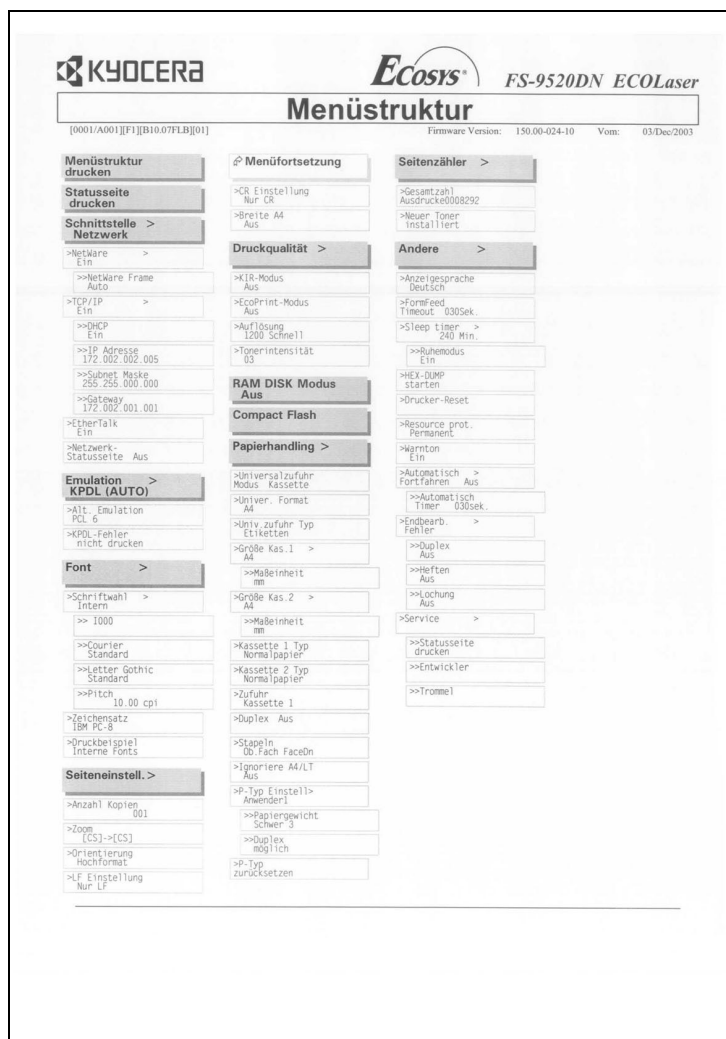 KYOCERA
ECOSYS
FS-9520DN ECOLaser
Menüstruktur
[0001/A001][F1][B10.07FLB][01]
Firmware Version: 150.00-024-10 Vom: 03/Dec/2003
Menüstruktur
drucken
Statusseite
drucken
Schnittstelle >
Netzwerk
>NetWare >
Ein
>>NetWare Frame
Auto
>TCP/IP >
Ein
>>DHCP
Ein
>>IP Adresse
172.002.002.005
>>Subnet Maske
255.255.000.000
>>Gateway
172.002.001.001
>EtherTalk
Ein
>Netzwerk-
Statusseite Aus
Emulation >
KPDL (AUTO)
>Alt. Emulation
PCL 6
>KPDL-Fehler
nicht drucken
Font >
>Schriftwahl >
Intern
>> I000
>>Courier
Standard
>>Letter Gothic
Standard
>>Pitch
10.00 cpi
>Zeichensatz
IBM PC-8
>Druckbeispiel
Interne Fonts
Seiteneinstell. >
>Anzahl Kopien
001
>Zoom
[CS]->[CS]
>Orientierung
Hochformat
>LF Einstellung
Nur LF
Menüfortsetzung
>CR Einstellung
Nur CR
>Breite A4
Aus
Druckqualität >
>KIR-Modus
Aus
>EcoPrint-Modus
Aus
>Auflösung
1200 Schnell
>Tonerintensität
03
RAM DISK Modus
Aus
Compact Flash
Papierhandling >
>Universalzufuhr
Modus Kassette
>Univer. Format
A4
>Univ.zufuhr Typ
Etiketten
>Größe Kas.1 >
A4
>>Maßeinheit
mm
>Größe Kas.2 >
A4
>>Maßeinheit
mm
>Kassette 1 Typ
Normalpapier
>Kassette 2 Typ
Normalpapier
>Zufuhr
Kassette 1
>Duplex Aus
>Stapeln
Ob.Fach FaceDn
>Ignoriere A4/LT
Aus
>P-Typ Einstell>
Anwender1
>>Papiergewicht
Schwer 3
>>Duplex
möglich
>P-Typ
zurücksetzen
Seitenzähler >
>Gesamtzahl
Ausdrucke0008292
>Neuer Toner
installiert
Andere >
>Anzeigesprache
Deutsch
>FormFeed
Timeout 030Sek.
>Sleep timer >
240 Min.
>>Ruhemodus
Ein
>HEX-DUMP
starten
>Drucker-Reset
>Resource prot.
Permanent
>Warnton
Ein
>Automatisch >
Fortfahren Aus
>>Automatisch
Timer 030sek.
>Endbearb. >
Fehler
>>Duplex
Aus
>>Heften
Aus
>>Lochung
Aus
>Service >
>>Statusseite
drucken
>>Entwickler
>>Trommel